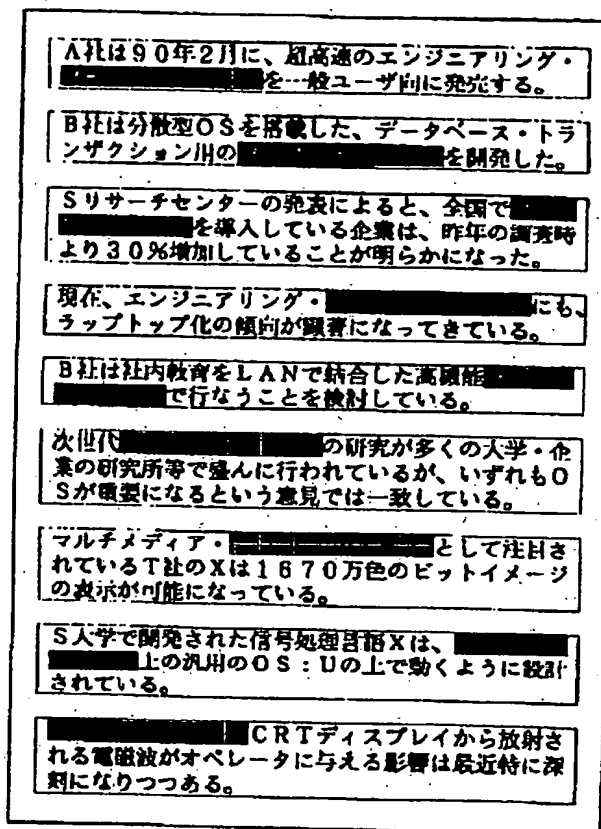 A社は90年2月に、超高速のエンジニアリング・
を一般ユーザ向に発売する。
B社は分散型OSを搭載した、データベース・トラ
ンザクション用の を開発した。
Sリサーチセンターの発表によると、全国で
を導入している企業は、昨年の調査時
より30%増加していることが明らかになった。
現在、エンジニアリング・ にも、
ラップトップ化の傾向が顕著になってきている。
B社は社内教育をLANで結合した高機能
で行なうことを検討している。
次世代 の研究が多くの大学・企
業の研究所等で盛んに行われているが、いずれもO
Sが重要になるという意見では一致している。
マルチメディア・ として注目さ
れているT社のXは1670万色のビットイメージ
の表示が可能になっている。
S大学で開発された信号処理言語Xは、
上の汎用のOS:Uの上で動くように設計
されている。
CRTディスプレイから放射さ
れる電磁波がオペレータに与える影響は最近特に深
刻になりつつある。